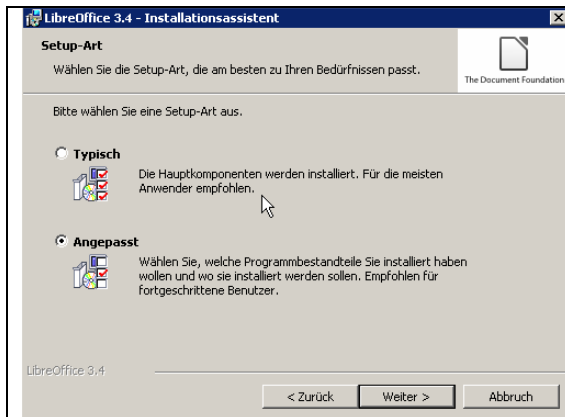 LibreOffice 3.4 - Installationsassistent
Setup-Art
Wählen Sie die Setup-Art, die am besten zu Ihren Bedürfnissen passt.
The Document Foundation
Bitte wählen Sie eine Setup-Art aus.
Typisch
Die Hauptkomponenten werden installiert. Für die meisten
Anwender empfohlen.
Angepasst
Wählen Sie, welche Programmbestandteile Sie installiert haben
wollen und wo sie installiert werden sollen. Empfohlen für
fortgeschrittene Benutzer.
LibreOffice 3.4
< Zurück Weiter > Abbruch